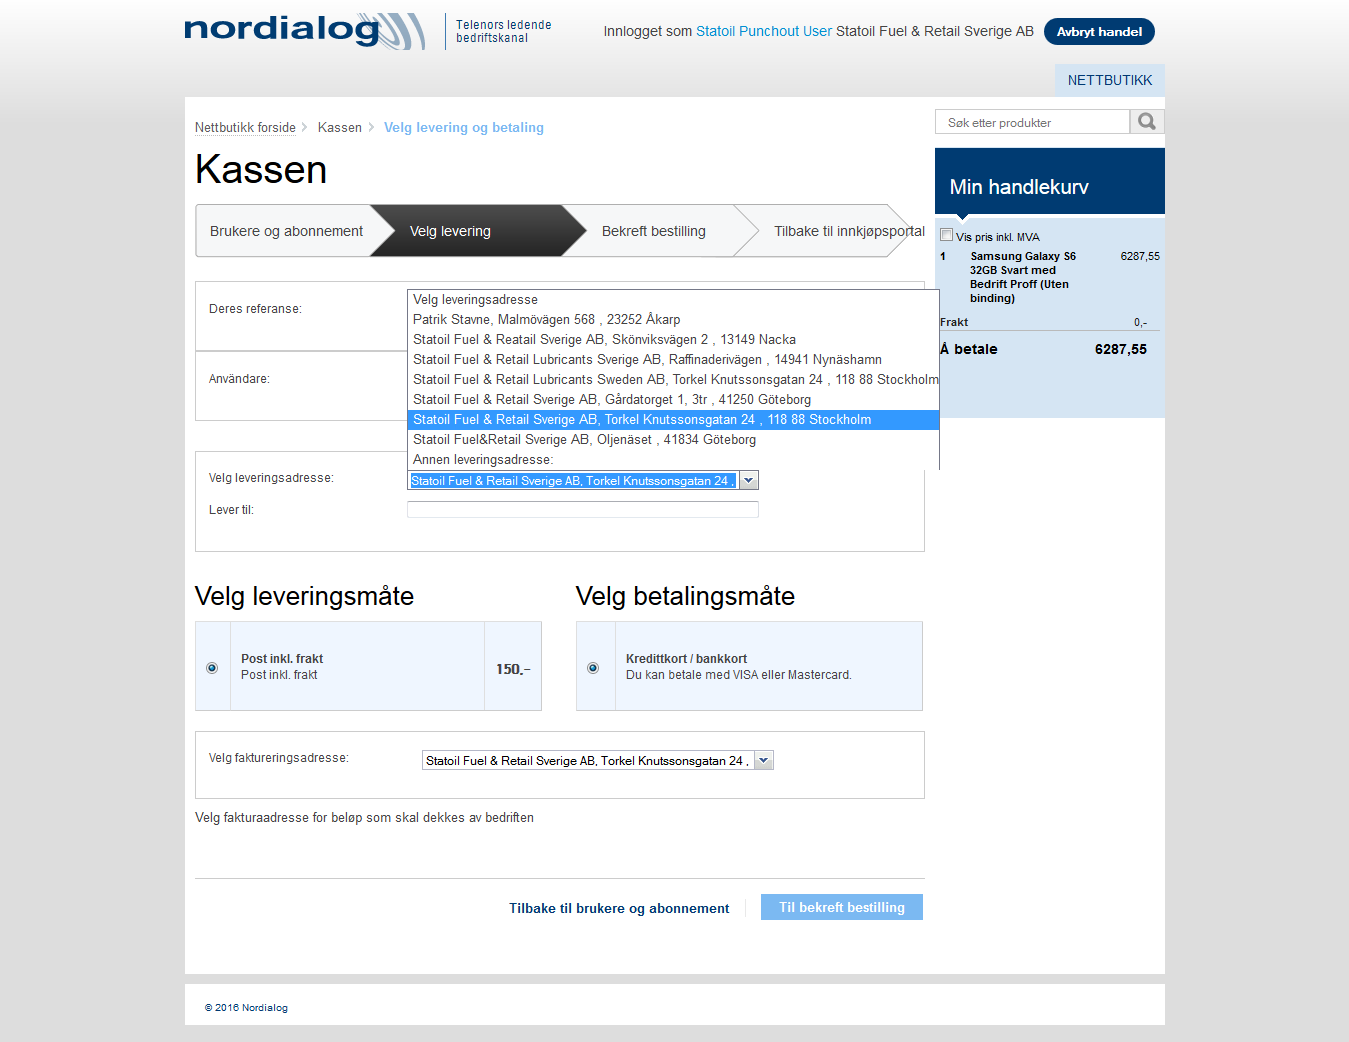 nordialog
Telenors ledende
bedriftskanal
Innlogget som Statoil Punchout User Statoil Fuel & Retail Sverige AB
Avbryt handel
NETTBUTIKK
Nettbutikk forside
Kassen
Velg levering og betaling
Søk etter produkter
Kassen
Min handlekurv
Brukere og abonnement
Velg levering
Bekreft bestilling
Tilbake til innkjøpsportal
Vis pris inkl. MVA
1 Samsung Galaxy S6 6287,55
32GB Svart med
Bedrift Proff (Uten
binding)
Frakt 0,-
Å betale 6287,55
Deres referanse:
Användare:
Velg leveringsadresse
Patrik Stavne, Malmövägen 568 , 23252 Åkarp
Statoil Fuel & Reatail Sverige AB, Skönviksvägen 2 , 13149 Nacka
Statoil Fuel & Retail Lubricants Sverige AB, Raffinaderivägen , 14941 Nynäshamn
Statoil Fuel & Retail Lubricants Sweden AB, Torkel Knutssonsgatan 24 , 118 88 Stockholm
Statoil Fuel & Retail Sverige AB, Gårdatorget 1, 3tr , 41250 Göteborg
Statoil Fuel & Retail Sverige AB, Torkel Knutssonsgatan 24 , 118 88 Stockholm
Statoil Fuel&Retail Sverige AB, Oljenäset , 41834 Göteborg
Annen leveringsadresse:
Velg leveringsadresse:
Statoil Fuel & Retail Sverige AB, Torkel Knutssonsgatan 24 ,
Lever til:
Velg leveringsmåte
Velg betalingsmåte
Post inkl. frakt
Post inkl. frakt
150,-
Kredittkort / bankkort
Du kan betale med VISA eller Mastercard.
Velg faktureringsadresse:
Statoil Fuel & Retail Sverige AB, Torkel Knutssonsgatan 24 ,
Velg fakturaadresse for beløp som skal dekkes av bedriften
Tilbake til brukere og abonnement
Til bekreft bestilling
© 2016 Nordialog